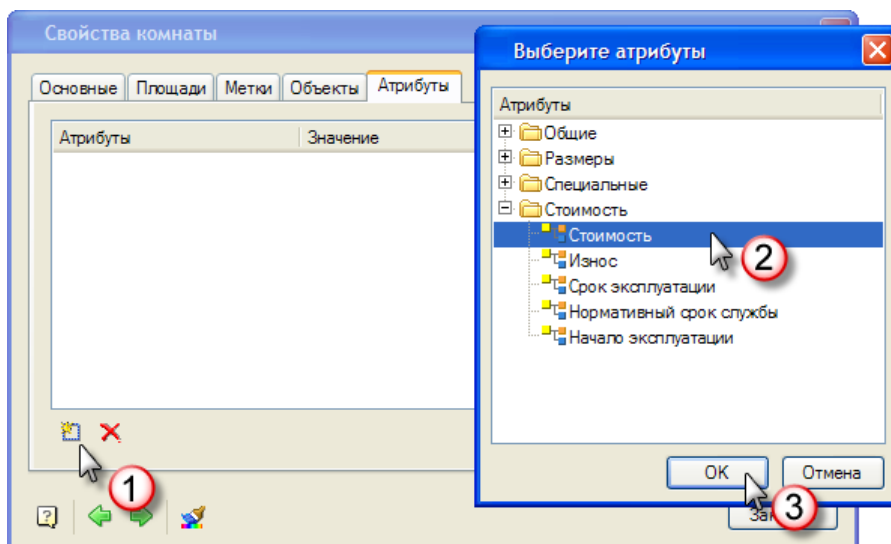 Свойства комнаты
Основные Площади Метки Объекты Атрибуты
Атрибуты Значение
1
Выберите атрибуты
Атрибуты
Общие
Размеры
Специальные
Стоимость
Стоимость
2
Износ
Срок эксплуатации
Нормативный срок службы
Начало эксплуатации
OK Отмена
3